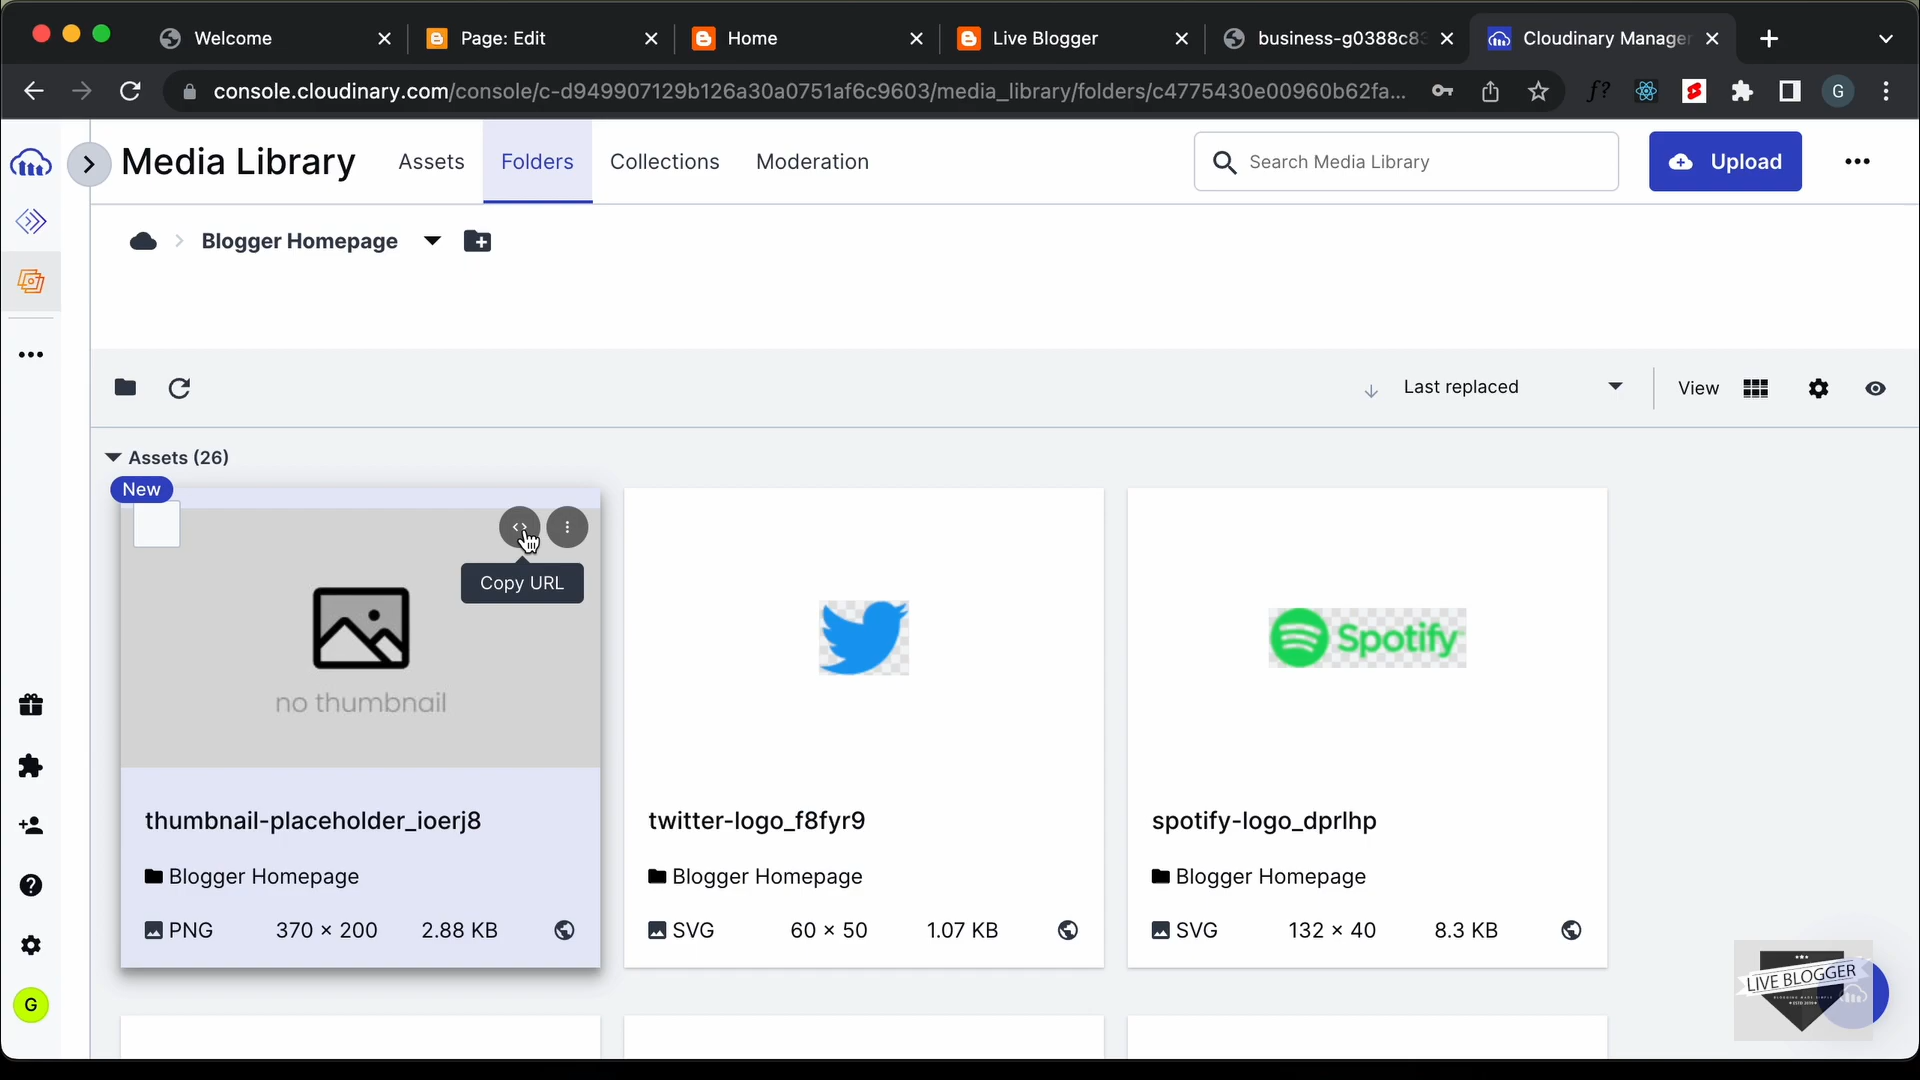 Welcome
Page: Edit
Home
Live Blogger
business-g0388c83
Cloudinary Manager
console.cloudinary.com/console/c-d949907129b126a30a0751af6c9603/media_library/folders/c4775430e00960b62fa...
f?
G
Media Library
Assets
Folders
Collections
Moderation
Search Media Library
Upload
Blogger Homepage
Last replaced
View
Assets (26)
New
Copy URL
no thumbnail
Spotify
thumbnail-placeholder_ioerj8
twitter-logo_f8fyr9
spotify-logo_dprlhp
Blogger Homepage
Blogger Homepage
Blogger Homepage
PNG 370 × 200 2.88 KB
SVG 60 × 50 1.07 KB
SVG 132 × 40 8.3 KB
G
LIVE BLOGGER